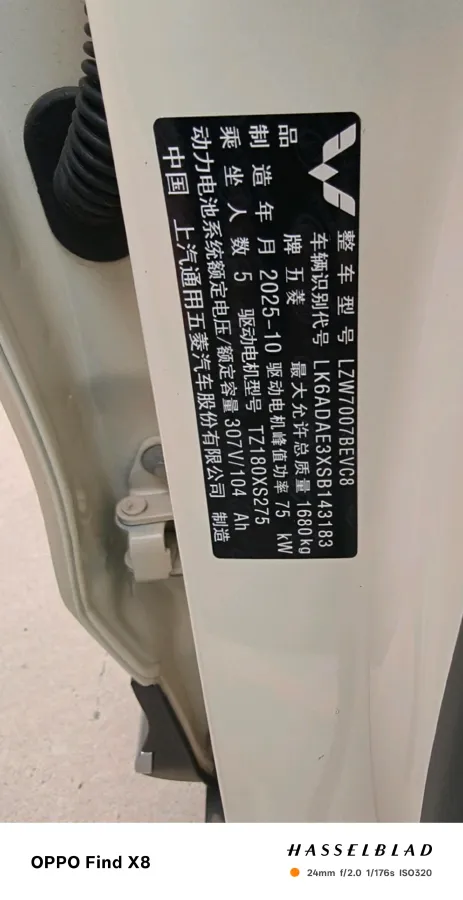 整车型号 LZW7007BEVC8
车辆识别代号 LK6ADAE3XSB143183
品牌 五菱 最大允许总质量 1680kg
制造年月 2025-10 驱动电机峰值功率 75 kW
乘坐人数 5 驱动电机型号 TZ180XS275
动力电池系统额定电压/额定容量 307V/104 Ah
中国 上汽通用五菱汽车股份有限公司 制造
OPPO Find X8
HASSELBLAD
24mm f/2.0 1/176s ISO320